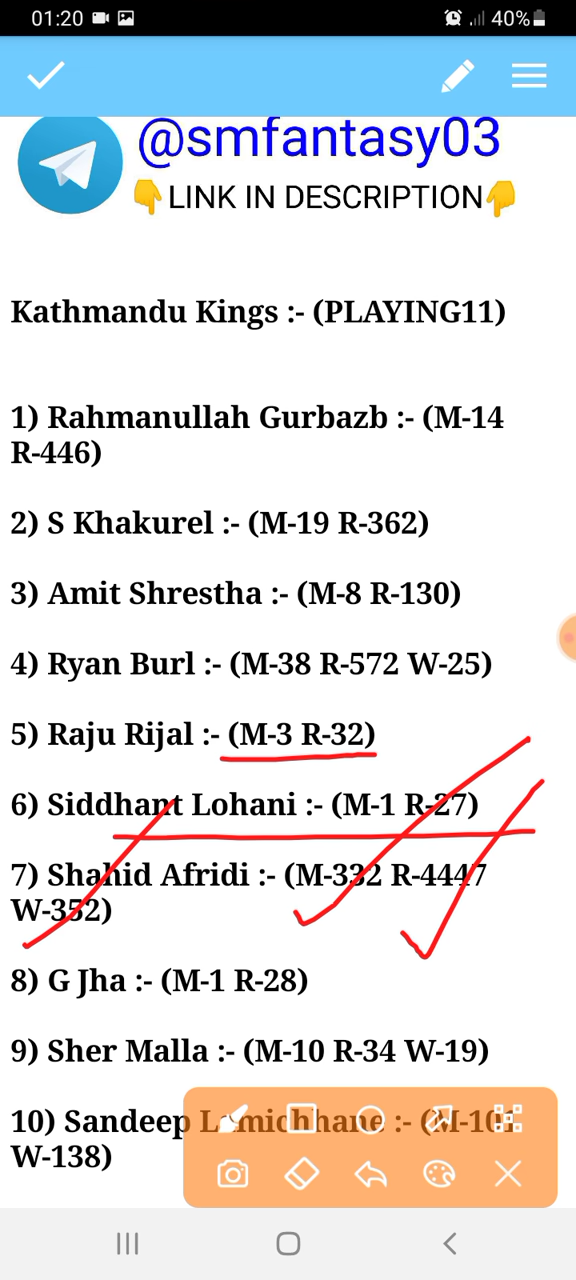 01:20
40%
@smfantasy03
👇LINK IN DESCRIPTION👇
Kathmandu Kings :- (PLAYING11)
1) Rahmanullah Gurbazb :- (M-14
R-446)
2) S Khakurel :- (M-19 R-362)
3) Amit Shrestha :- (M-8 R-130)
4) Ryan Burl :- (M-38 R-572 W-25)
5) Raju Rijal :- (M-3 R-32)
6) Siddhant Lohani :- (M-1 R-27)
7) Shahid Afridi :- (M-332 R-4447
W-352)
8) G Jha :- (M-1 R-28)
9) Sher Malla :- (M-10 R-34 W-19)
10) Sandeep Lamichhane :-
W-138)